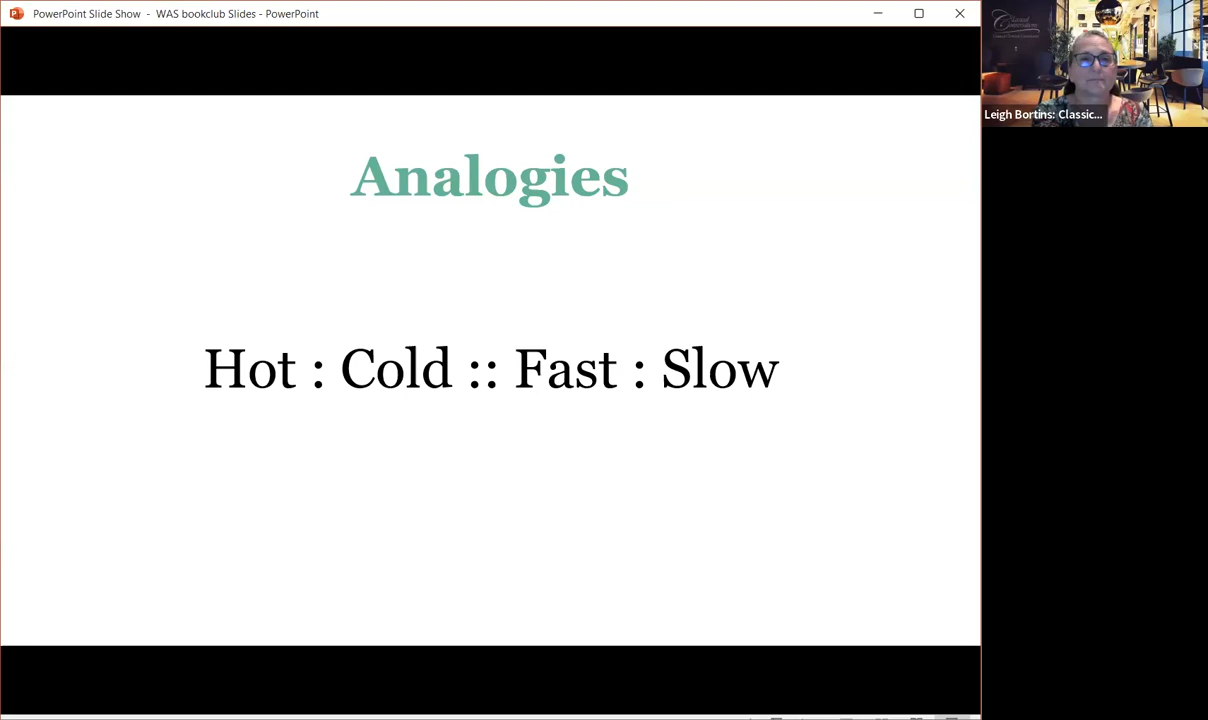 PowerPoint Slide Show - WAS bookclub Slides - PowerPoint
Analogies
Hot : Cold :: Fast : Slow
Leigh Bortins: Classic...